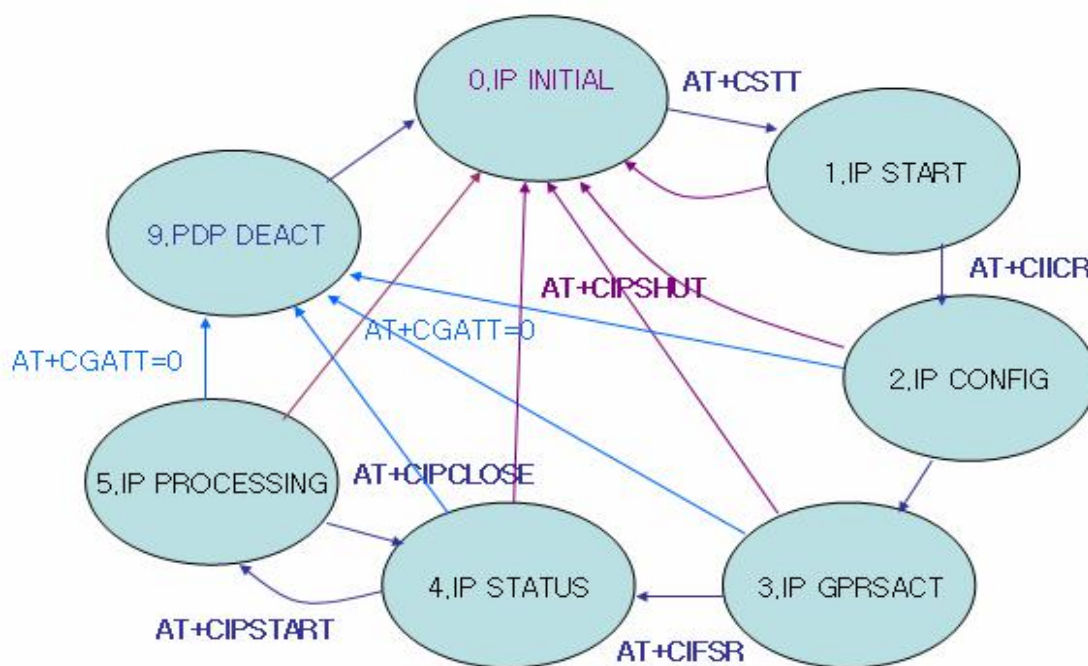 0,IP INITIAL
AT+CSTT
1,IP START
9,PDP DEACT
AT+CIICR
AT+CIPSHUT
AT+CGATT=0
AT+CGATT=0
2,IP CONFIG
5,IP PROCESSING
AT+CIPCLOSE
4,IP STATUS
3,IP GPRSACT
AT+CIPSTART
AT+CIFSR